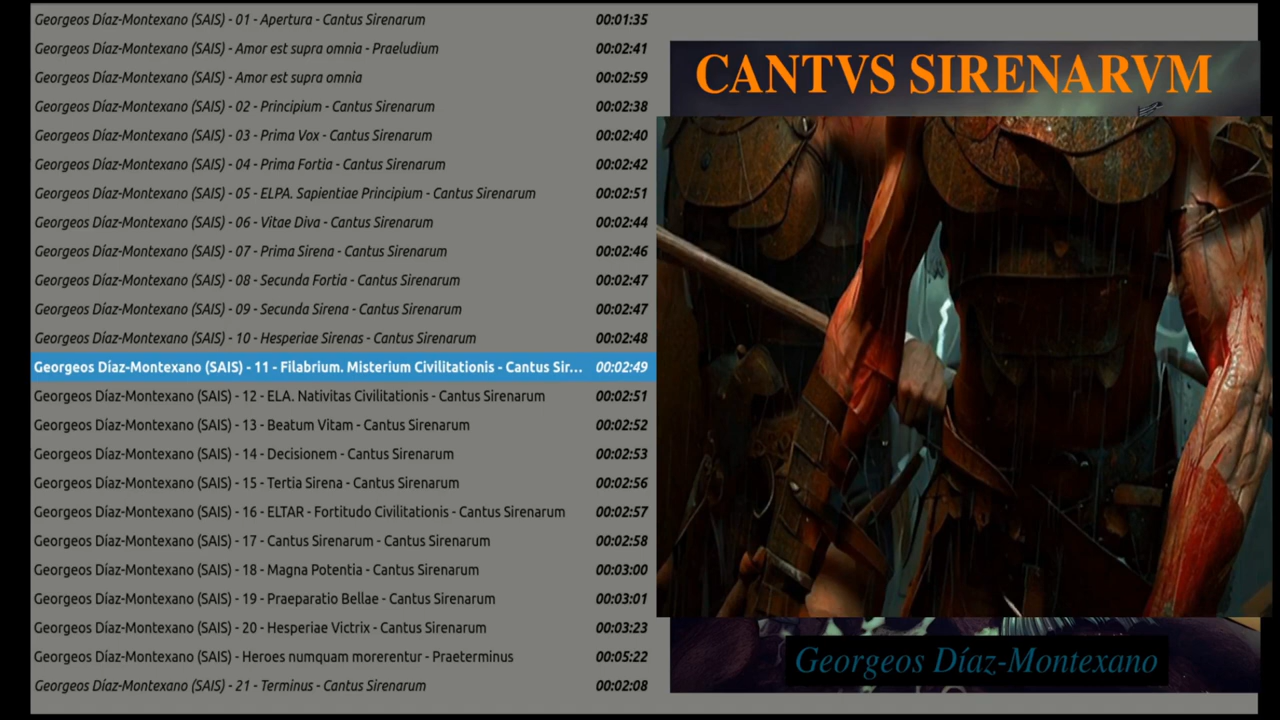 Georgeos Díaz-Montexano (SAIS) - 01 - Apertura - Cantus Sirenarum 00:01:35
Georgeos Díaz-Montexano (SAIS) - Amor est supra omnia - Praeludium 00:02:41
Georgeos Díaz-Montexano (SAIS) - Amor est supra omnia 00:02:59
Georgeos Díaz-Montexano (SAIS) - 02 - Principium - Cantus Sirenarum 00:02:38
Georgeos Díaz-Montexano (SAIS) - 03 - Prima Vox - Cantus Sirenarum 00:02:40
Georgeos Díaz-Montexano (SAIS) - 04 - Prima Fortia - Cantus Sirenarum 00:02:42
Georgeos Díaz-Montexano (SAIS) - 05 - ELPA. Sapientiae Principium - Cantus Sirenarum 00:02:51
Georgeos Díaz-Montexano (SAIS) - 06 - Vitae Diva - Cantus Sirenarum 00:02:44
Georgeos Díaz-Montexano (SAIS) - 07 - Prima Sirena - Cantus Sirenarum 00:02:46
Georgeos Díaz-Montexano (SAIS) - 08 - Secunda Fortia - Cantus Sirenarum 00:02:47
Georgeos Díaz-Montexano (SAIS) - 09 - Secunda Sirena - Cantus Sirenarum 00:02:47
Georgeos Díaz-Montexano (SAIS) - 10 - Hesperiae Sirenas - Cantus Sirenarum 00:02:48
Georgeos Díaz-Montexano (SAIS) - 11 - Filabrium. Misterium Civilitationis - Cantus Sir... 00:02:49
Georgeos Díaz-Montexano (SAIS) - 12 - ELA. Nativitas Civilitationis - Cantus Sirenarum 00:02:51
Georgeos Díaz-Montexano (SAIS) - 13 - Beatum Vitam - Cantus Sirenarum 00:02:52
Georgeos Díaz-Montexano (SAIS) - 14 - Decisionem - Cantus Sirenarum 00:02:53
Georgeos Díaz-Montexano (SAIS) - 15 - Tertia Sirena - Cantus Sirenarum 00:02:56
Georgeos Díaz-Montexano (SAIS) - 16 - ELTAR - Fortitudo Civilitationis - Cantus Sirenarum 00:02:57
Georgeos Díaz-Montexano (SAIS) - 17 - Cantus Sirenarum - Cantus Sirenarum 00:02:58
Georgeos Díaz-Montexano (SAIS) - 18 - Magna Potentia - Cantus Sirenarum 00:03:00
Georgeos Díaz-Montexano (SAIS) - 19 - Praeparatio Bellae - Cantus Sirenarum 00:03:01
Georgeos Díaz-Montexano (SAIS) - 20 - Hesperiae Victrix - Cantus Sirenarum 00:03:23
Georgeos Díaz-Montexano (SAIS) - Heroes numquam morerentur - Praeterminus 00:05:22
Georgeos Díaz-Montexano (SAIS) - 21 - Terminus - Cantus Sirenarum 00:02:08
CANTVS SIRENARVM
Georgeos Díaz-Montexano